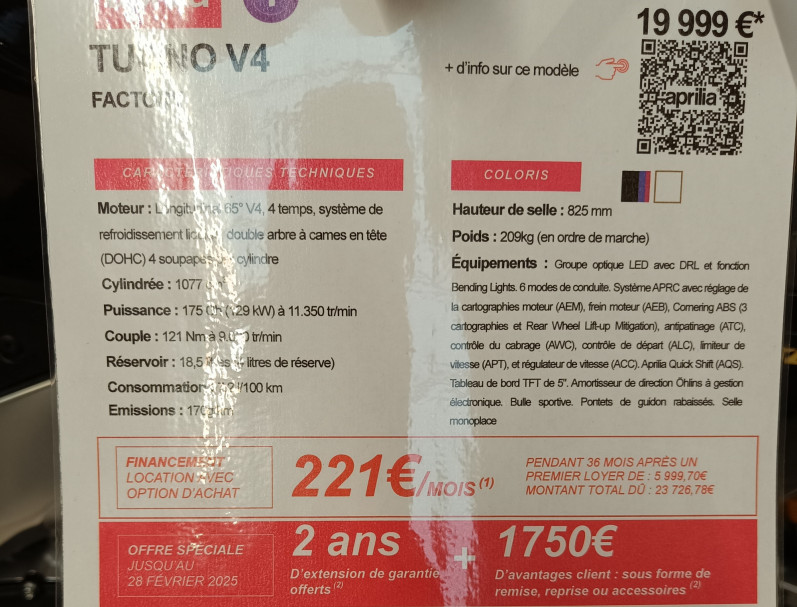 19 999 €*
TU NO V4
FACTO
+ d'info sur ce modèle
aprilia
CARACTÉRISTIQUES TECHNIQUES
Moteur : Longitudinal 65° V4, 4 temps, système de
refroidissement double arbre à cames en tête
(DOHC) 4 soupapes cylindre
Cylindrée : 1077
Puissance : 175 (129 kW) à 11.350 tr/min
Couple : 121 Nm à tr/min
Réservoir : 18,5 litres de réserve)
Consommation l/100 km
Emissions :
COLORIS
Hauteur de selle : 825 mm
Poids : 209kg (en ordre de marche)
Équipements : Groupe optique LED avec DRL et fonction
Bending Lights. 6 modes de conduite. Système APRC avec réglage de
la cartographies moteur (AEM), frein moteur (AEB), Cornering ABS (3
cartographies et Rear Wheel Lift-up Mitigation), antipatinage (ATC),
contrôle du cabrage (AWC), contrôle de départ (ALC), limiteur de
vitesse (APT), et régulateur de vitesse (ACC). Aprilia Quick Shift (AQS).
Tableau de bord TFT de 5". Amortisseur de direction Öhlins à gestion
électronique. Bulle sportive. Pontets de guidon rabaissés. Selle
monoplace
FINANCEMENT
LOCATION AVEC
OPTION D'ACHAT
221€/MOIS (1)
PENDANT 36 MOIS APRÈS UN
PREMIER LOYER DE : 5 999,70€
MONTANT TOTAL DÛ : 23 726,78€
OFFRE SPÉCIALE
JUSQU'AU
28 FÉVRIER 2025
2 ans
D'extension de garantie
offerts (2)
+
1750€
D'avantages client : sous forme de
remise, reprise ou accessoires (2)